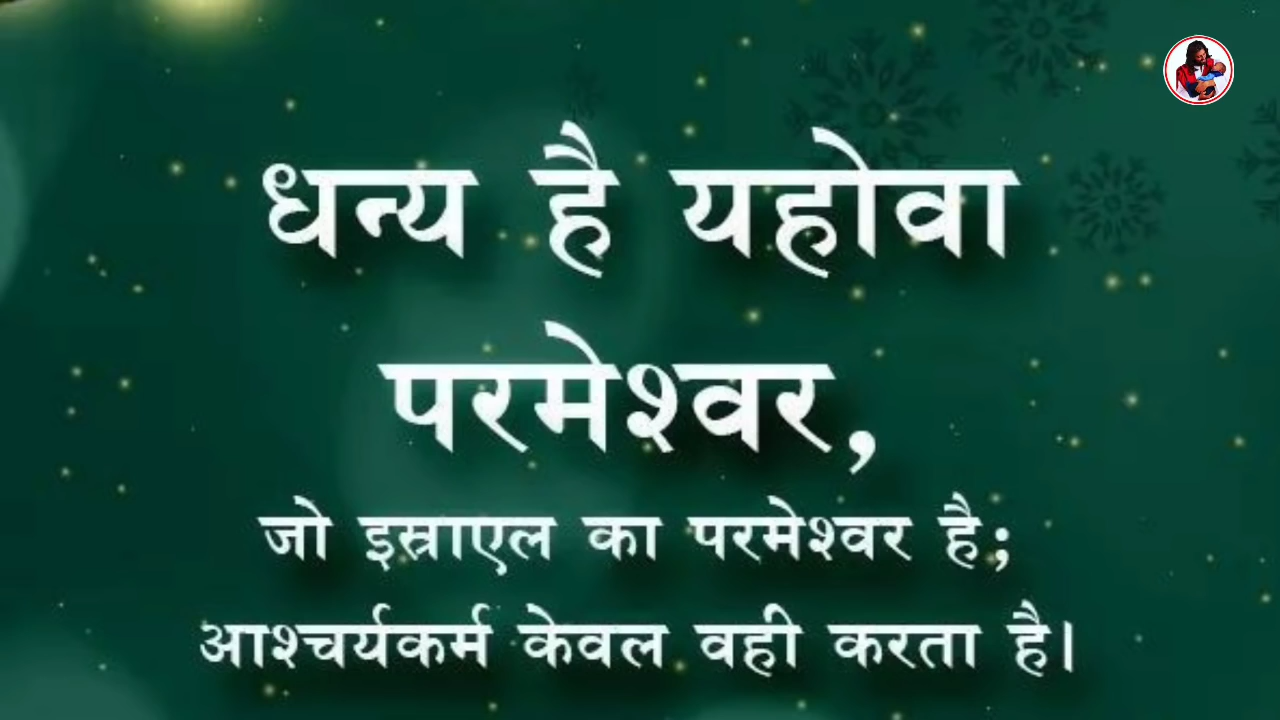 धन्य है यहोवा
परमेश्वर,
जो इस्राएल का परमेश्वर है;
आश्चर्यकर्म केवल वही करता है।